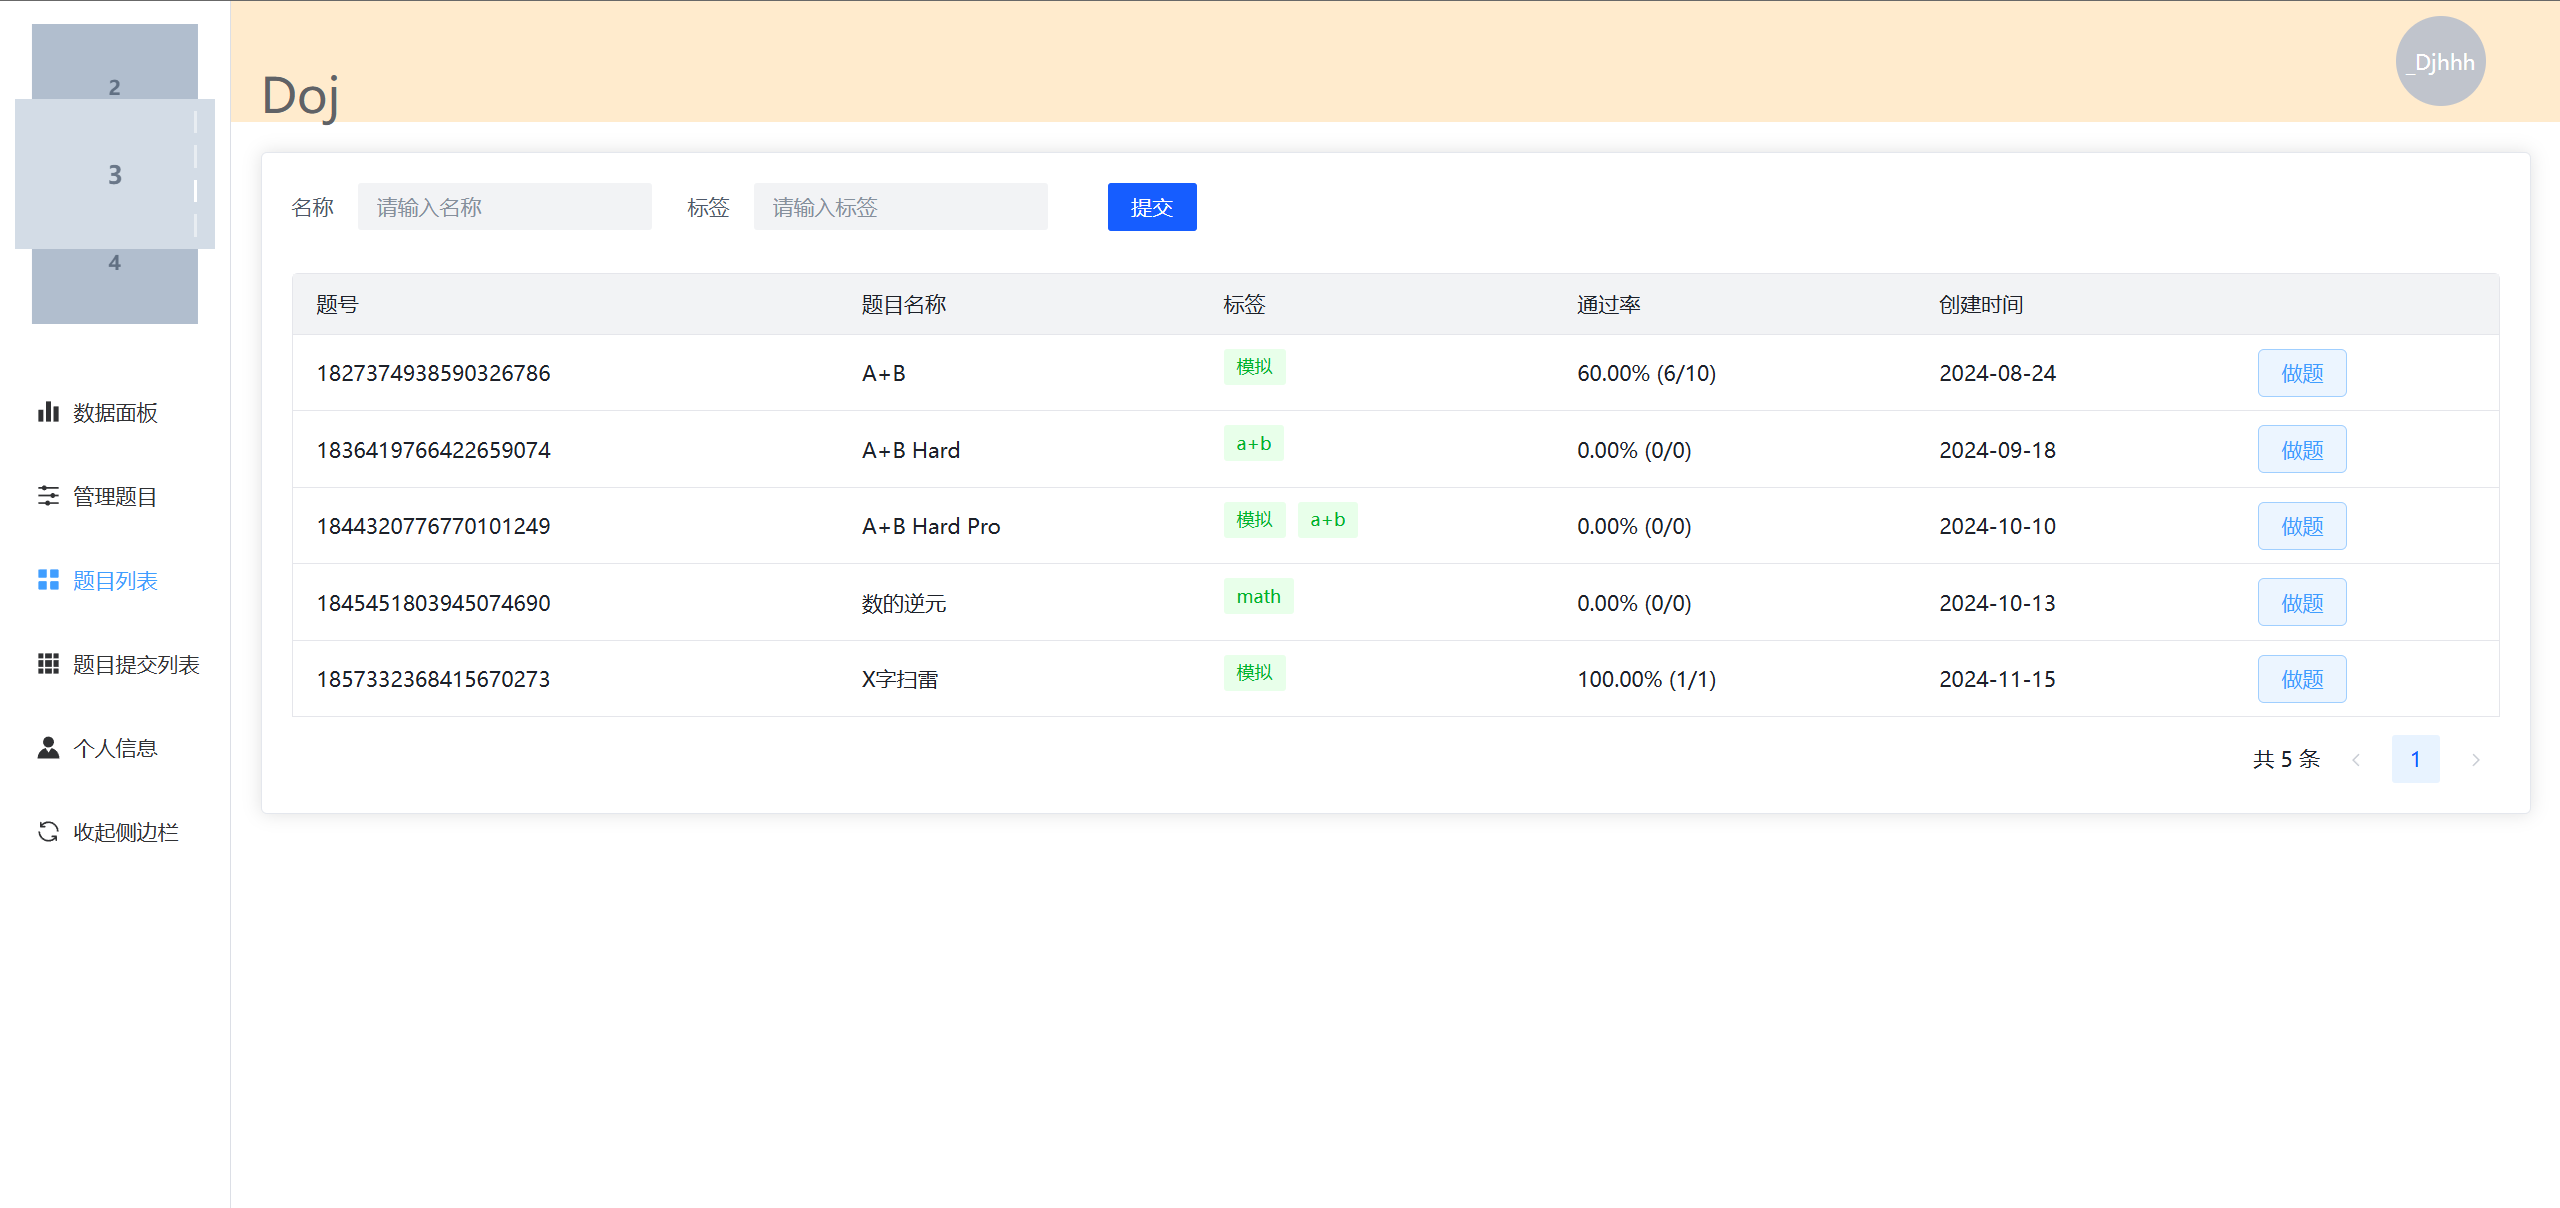 2
3
4
数据面板
管理题目
题目列表
题目提交列表
个人信息
收起侧边栏
Doj
_Djhhh
名称 请输入名称 标签 请输入标签 提交
题号 题目名称 标签 通过率 创建时间
1827374938590326786 A+B 模拟 60.00% (6/10) 2024-08-24 做题
1836419766422659074 A+B Hard a+b 0.00% (0/0) 2024-09-18 做题
1844320776770101249 A+B Hard Pro 模拟 a+b 0.00% (0/0) 2024-10-10 做题
1845451803945074690 数的逆元 math 0.00% (0/0) 2024-10-13 做题
1857332368415670273 X字扫雷 模拟 100.00% (1/1) 2024-11-15 做题
共 5 条 1